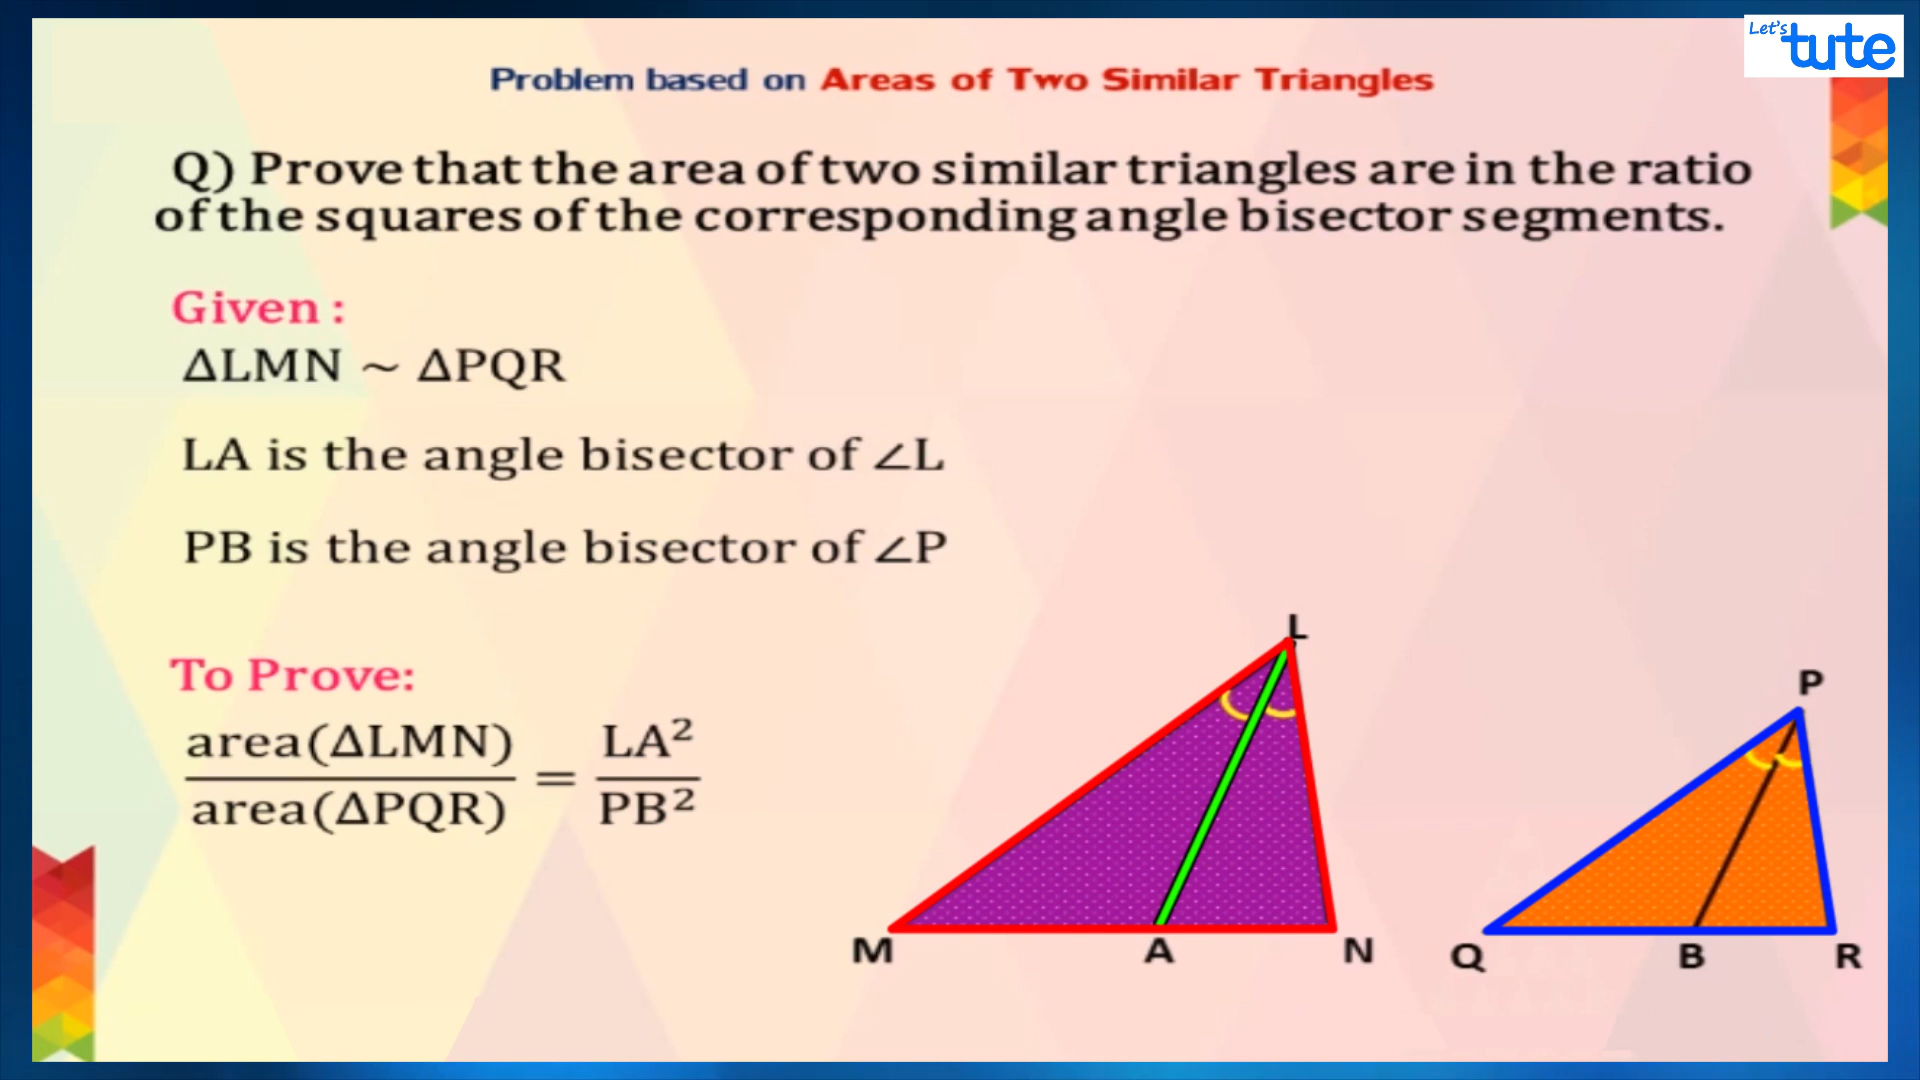 Let's tute
Problem based on Areas of Two Similar Triangles
Q) Prove that the area of two similar triangles are in the ratio
of the squares of the corresponding angle bisector segments.
Given :
ΔLMN ~ ΔPQR
LA is the angle bisector of ∠L
PB is the angle bisector of ∠P
To Prove:
area(ΔLMN) LA²
=
area(ΔPQR) PB²
L
P
M A N
Q B R